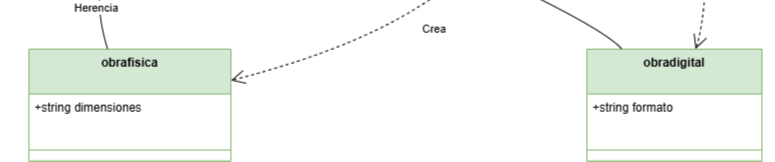 Herencia
Crea
obrafisica
+string dimensiones
obradigital
+string formato